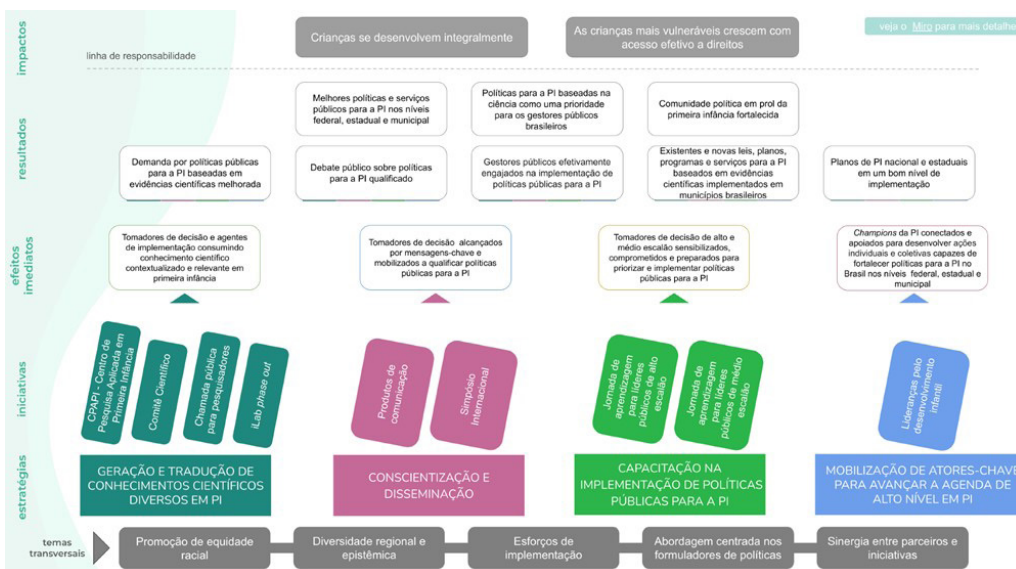 impactos
Crianças se desenvolvem integralmente
As crianças mais vulneráveis crescem com
acesso efetivo a direitos
veja o Miro para mais detalhe
linha de responsabilidade
resultados
Melhores políticas e serviços
públicos para a PI nos níveis
federal, estadual e municipal
Políticas para a PI baseadas na
ciência como uma prioridade
para os gestores públicos
brasileiros
Comunidade política em prol da
primeira infância fortalecida
Demanda por políticas públicas
para a PI baseadas em
evidências científicas melhorada
Debate público sobre políticas
para a PI qualificado
Gestores públicos efetivamente
engajados na implementação de
políticas públicas para a PI
Existentes e novas leis, planos,
programas e serviços para a PI
baseados em evidências
científicas implementados em
municípios brasileiros
Planos de PI nacional e estaduais
em um bom nível de
implementação
efeitos
imediatos
Tomadores de decisão e agentes
de implementação consumindo
conhecimento científico
contextualizado e relevante em
primeira infância
Tomadores de decisão alcançados
por mensagens-chave e
mobilizados a qualificar políticas
públicas para a PI
Tomadores de decisão de alto e
médio escalão sensibilizados,
comprometidos e preparados para
priorizar e implementar políticas
públicas para a PI
Champions da PI conectados e
apoiados para desenvolver ações
individuais e coletivas capazes de
fortalecer políticas para a PI no
Brasil nos níveis federal, estadual e
municipal
iniciativas
CPAPI - Centro de
Pesquisa Aplicada em
Primeira Infância
Comitê Científico
Chamada pública
para pesquisadores
iLab phase out
Produtos de
comunicação
Simpósio
Internacional
Jornada de
aprendizagem
para líderes
públicos de alto
escalão
Jornada de
aprendizagem
para líderes
públicos de médio
escalão
Lideranças pelo
desenvolvimento
infantil
estratégias
GERAÇÃO E TRADUÇÃO DE
CONHECIMENTOS CIENTÍFICOS
DIVERSOS EM PI
CONSCIENTIZAÇÃO E
DISSEMINAÇÃO
CAPACITAÇÃO NA
IMPLEMENTAÇÃO DE POLÍTICAS
PÚBLICAS PARA A PI
MOBILIZAÇÃO DE ATORES-CHAVE
PARA AVANÇAR A AGENDA DE
ALTO NÍVEL EM PI
temas
transversais
Promoção de equidade
racial
Diversidade regional e
epistêmica
Esforços de
implementação
Abordagem centrada nos
formuladores de políticas
Sinergia entre parceiros e
iniciativas